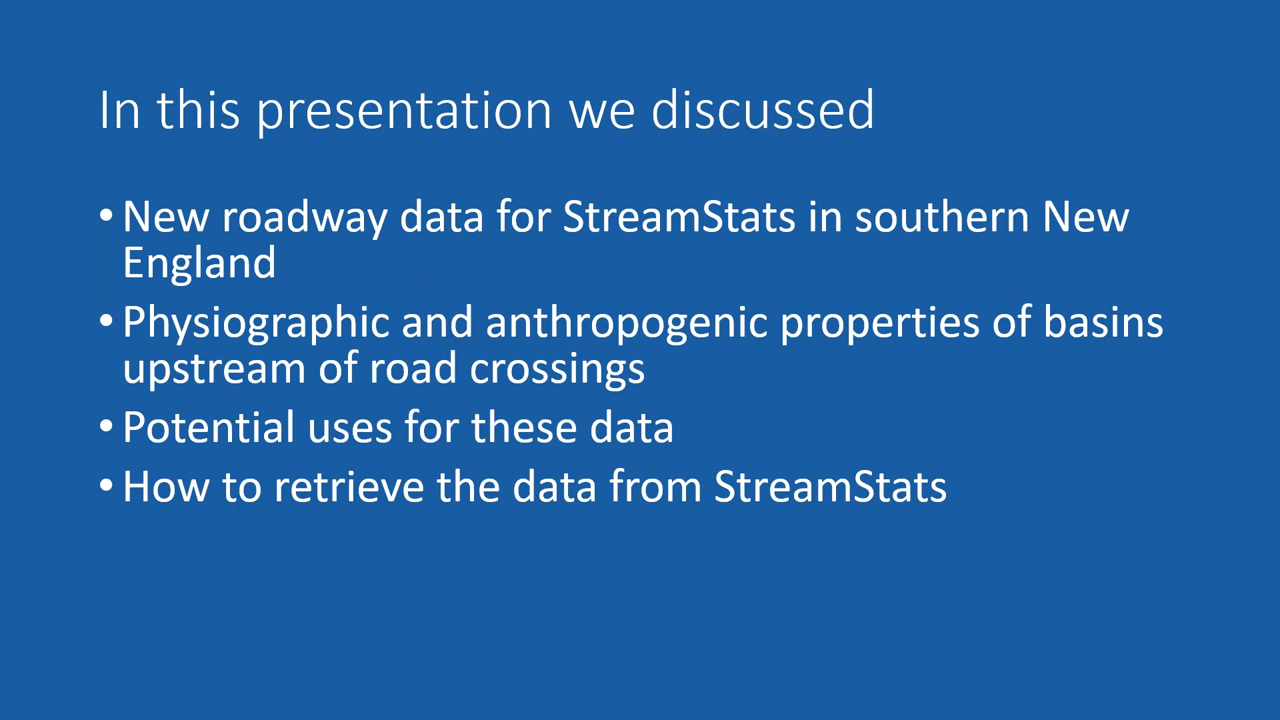 In this presentation we discussed
• New roadway data for StreamStats in southern New
England
• Physiographic and anthropogenic properties of basins
upstream of road crossings
• Potential uses for these data
• How to retrieve the data from StreamStats